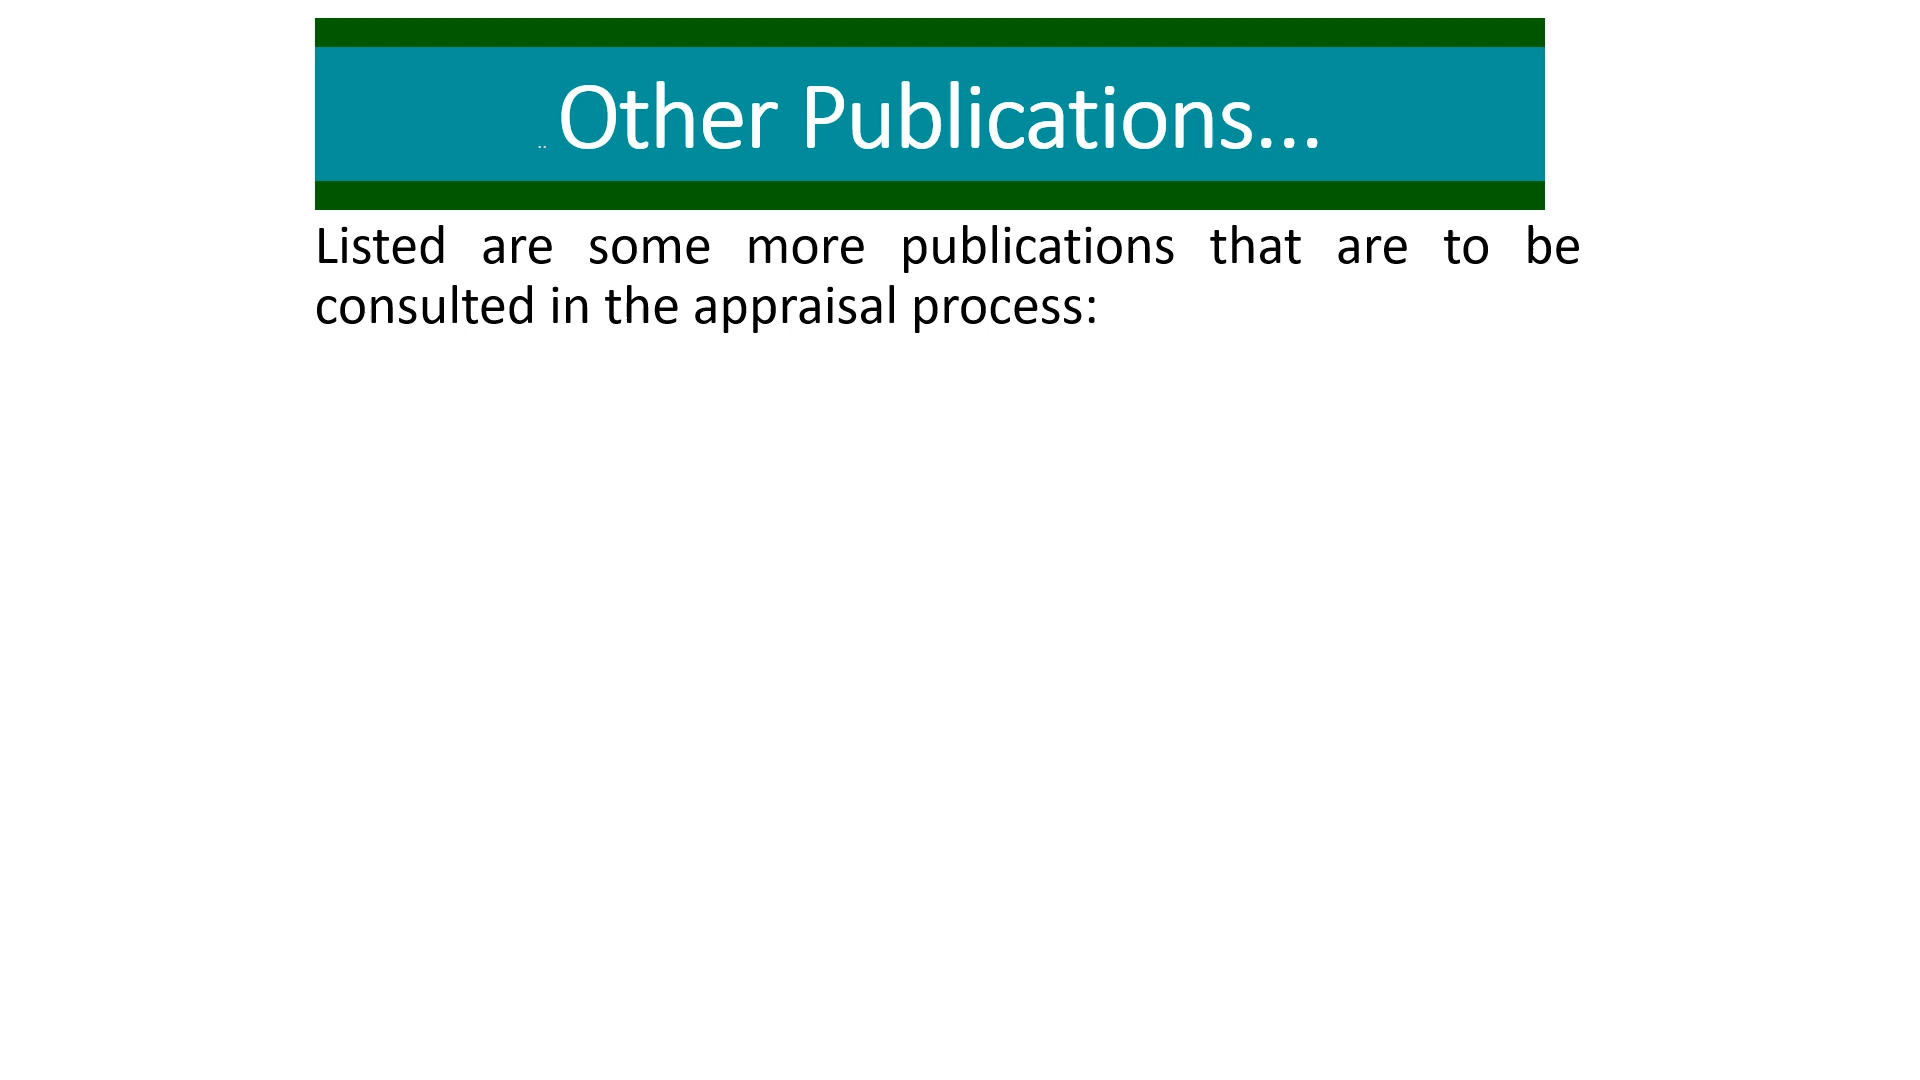 .. Other Publications...
Listed are some more publications that are to be
consulted in the appraisal process: